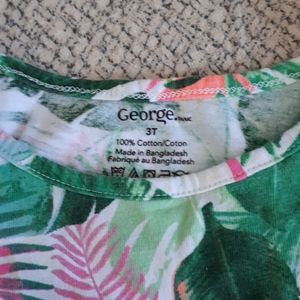 George.
3T
100% Cotton/Coton
Made in Bangladesh
Fabriqué au Bangladesh